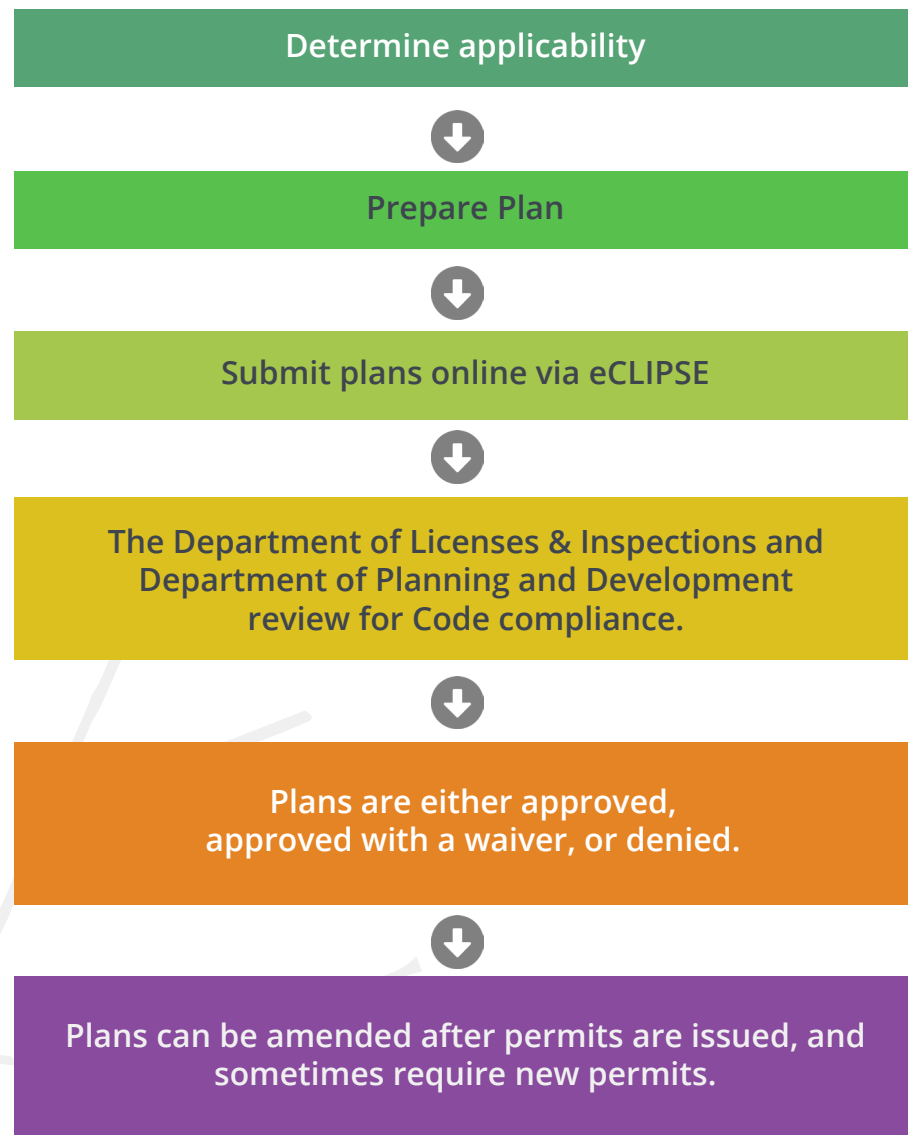 Determine applicability
Prepare Plan
Submit plans online via eCLIPSE
The Department of Licenses & Inspections and
Department of Planning and Development
review for Code compliance.
Plans are either approved,
approved with a waiver, or denied.
Plans can be amended after permits are issued, and
sometimes require new permits.